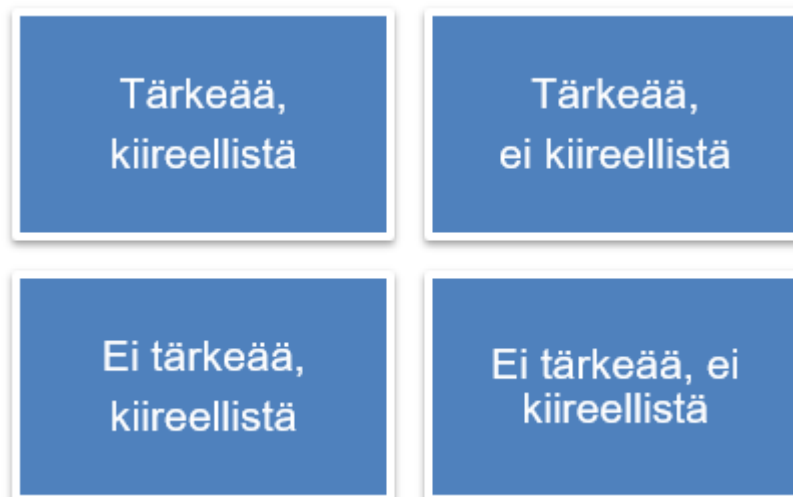 Tärkeää,
kiireellistä
Tärkeää,
ei kiireellistä
Ei tärkeää,
kiireellistä
Ei tärkeää, ei
kiireellistä